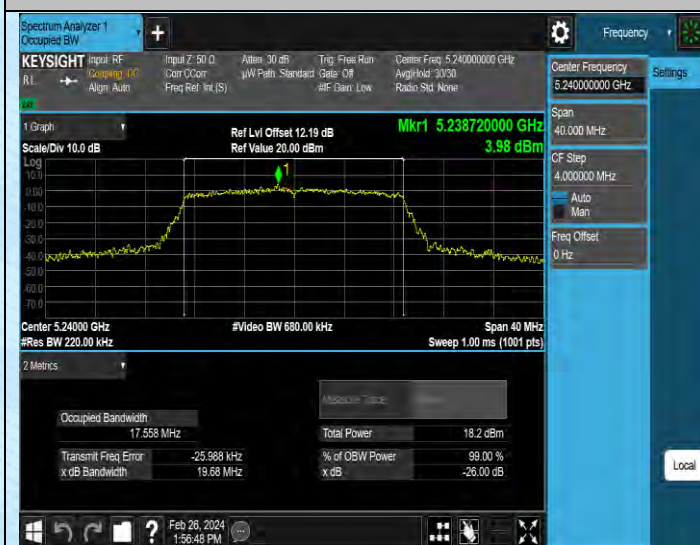 Spectrum Analyzer 1
Occupied BW
Frequency
KEYSIGHT
Input: RF
Coupling: DC
Align: Auto
Input Z: 50 Ω
Corr CCorr
Freq Ref: Int (S)
Atten: 30 dB
µW Path: Standard
Trig: Free Run
Gate: Off
#IF Gain: Low
Center Freq: 5.240000000 GHz
Avg|Hold: 30/30
Radio Std: None
1 Graph
Scale/Div 10.0 dB
Ref Lvl Offset 12.19 dB
Ref Value 20.00 dBm
Mkr1 5.238720000 GHz
3.98 dBm
Log
10.0
0.00
-10.0
-20.0
-30.0
-40.0
-50.0
-60.0
-70.0
1
Center 5.24000 GHz
#Res BW 220.00 kHz
#Video BW 680.00 kHz
Span 40 MHz
Sweep 1.00 ms (1001 pts)
2 Metrics
Measure Trace
Occupied Bandwidth
17.558 MHz
Total Power
18.2 dBm
Transmit Freq Error
-25.988 kHz
% of OBW Power
99.00 %
x dB Bandwidth
19.68 MHz
x dB
-26.00 dB
Center Frequency
5.240000000 GHz
Settings
Span
40.000 MHz
CF Step
4.000000 MHz
Auto
Man
Freq Offset
0 Hz
Local
?
Feb 26, 2024
1:56:48 PM